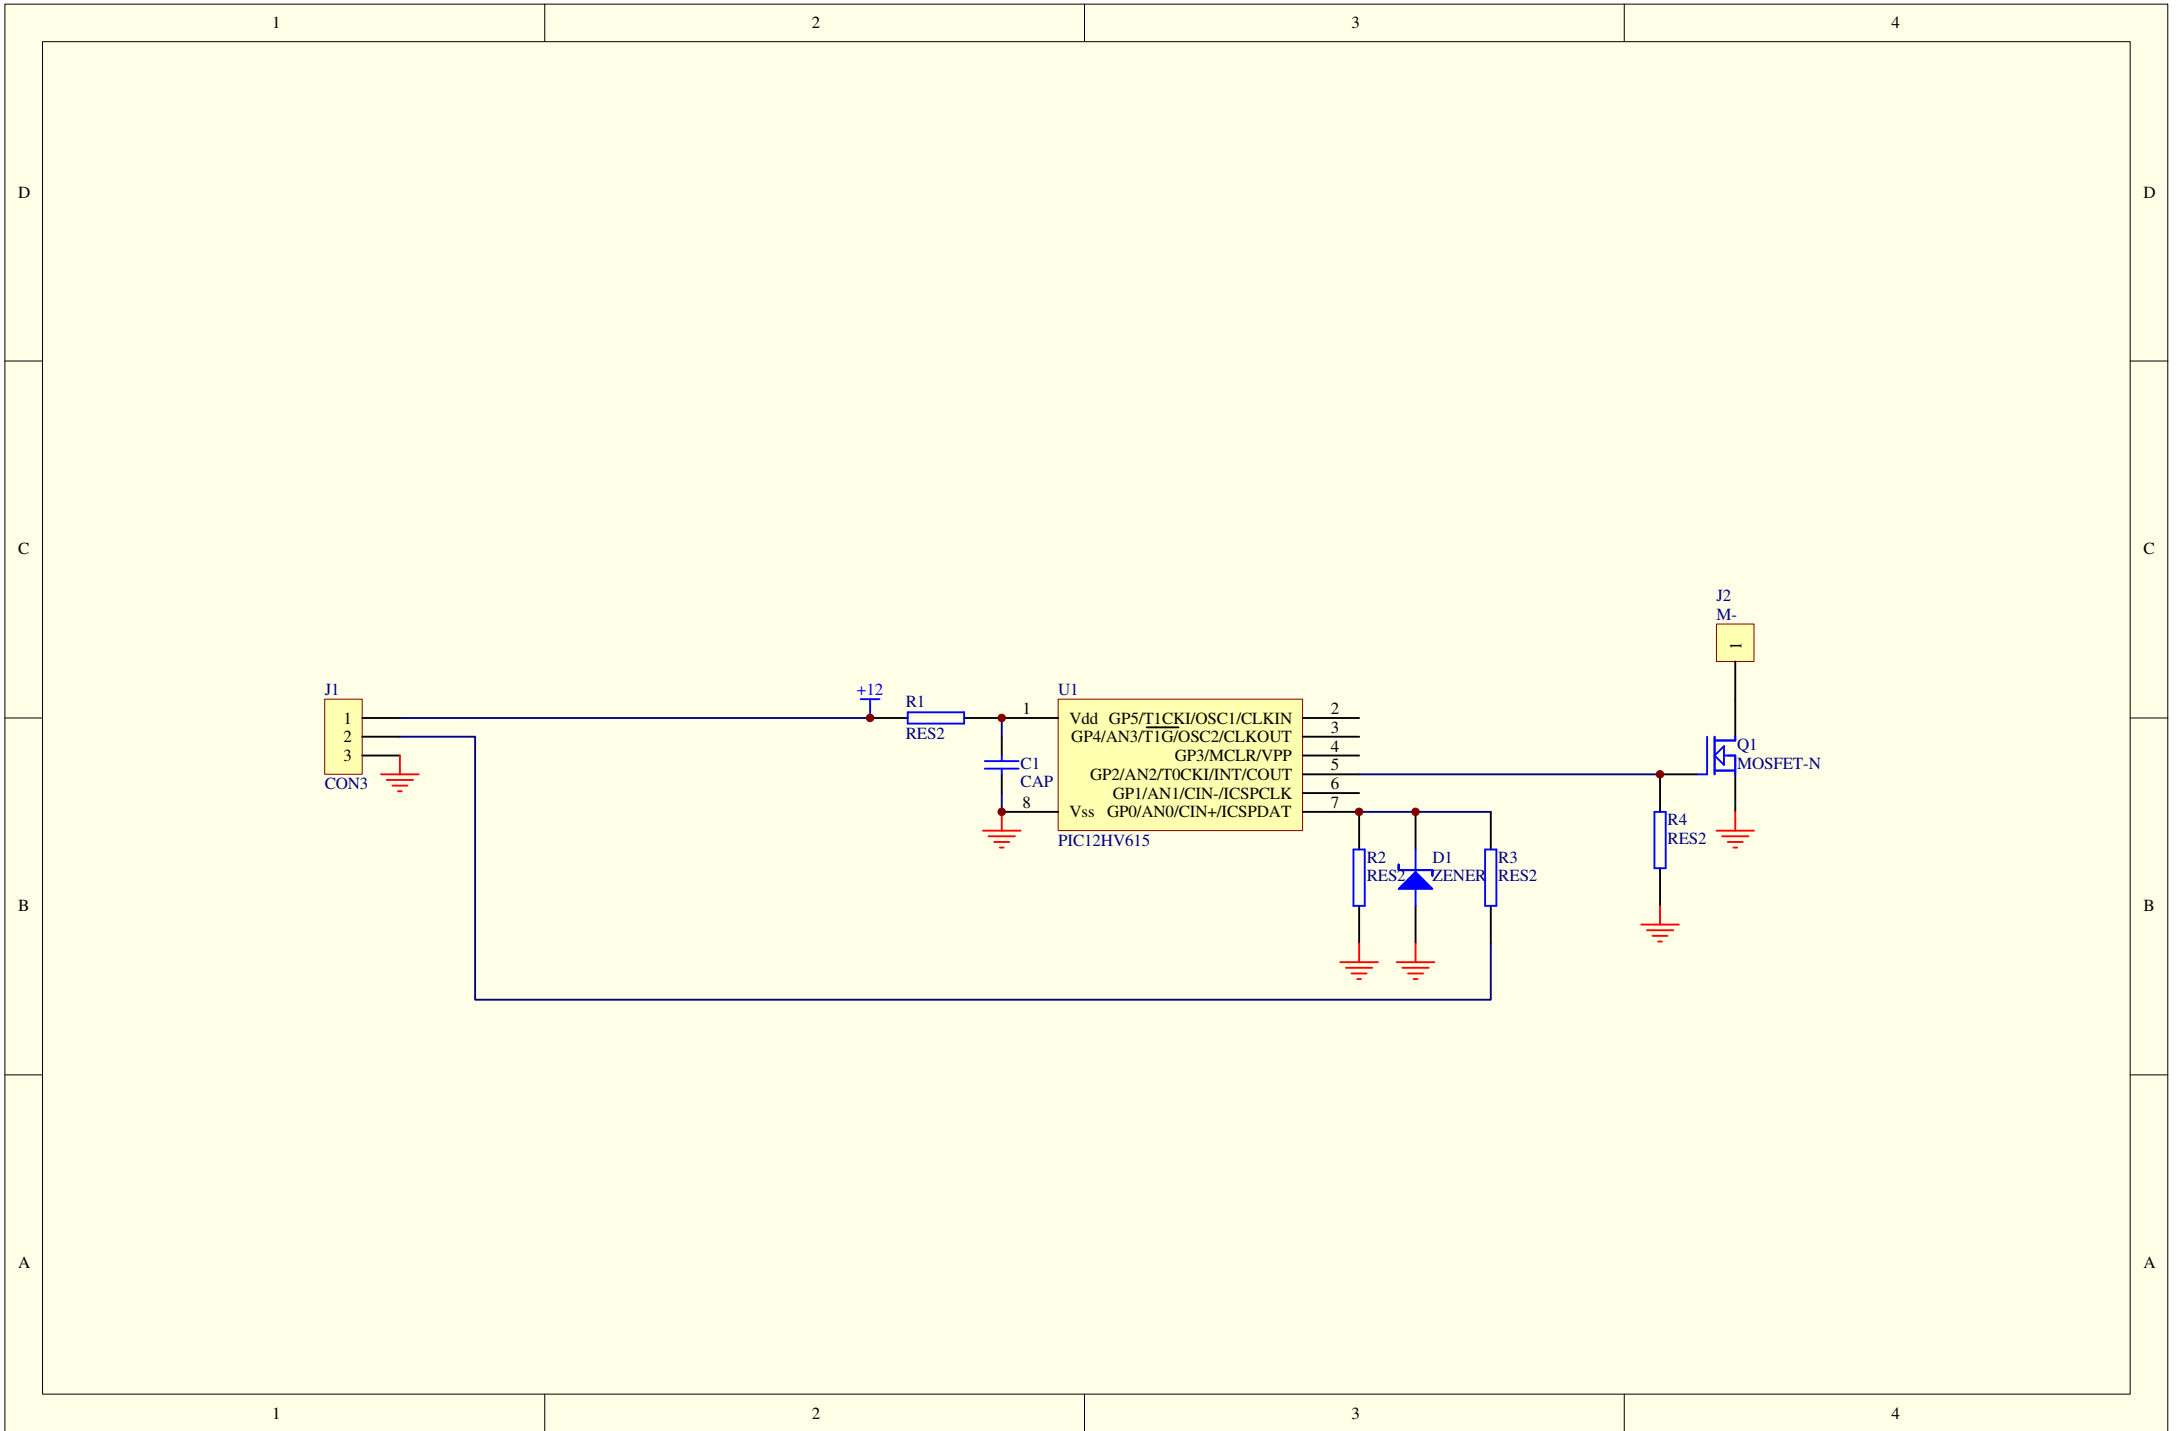 1 2 3 4
D D
C C
J2
M-
1
J1
1
2
3
CON3
+12
R1
RES2
C1
CAP
U1
1 Vdd GP5/T1CKI/OSC1/CLKIN 2
GP4/AN3/T1G/OSC2/CLKOUT 3
GP3/MCLR/VPP 4
GP2/AN2/T0CKI/INT/COUT 5
GP1/AN1/CIN-/ICSPCLK 6
8 Vss GP0/AN0/CIN+/ICSPDAT 7
PIC12HV615
Q1
MOSFET-N
R4
RES2
R2
RES2
D1
ZENER
R3
RES2
B B
A A
1 2 3 4